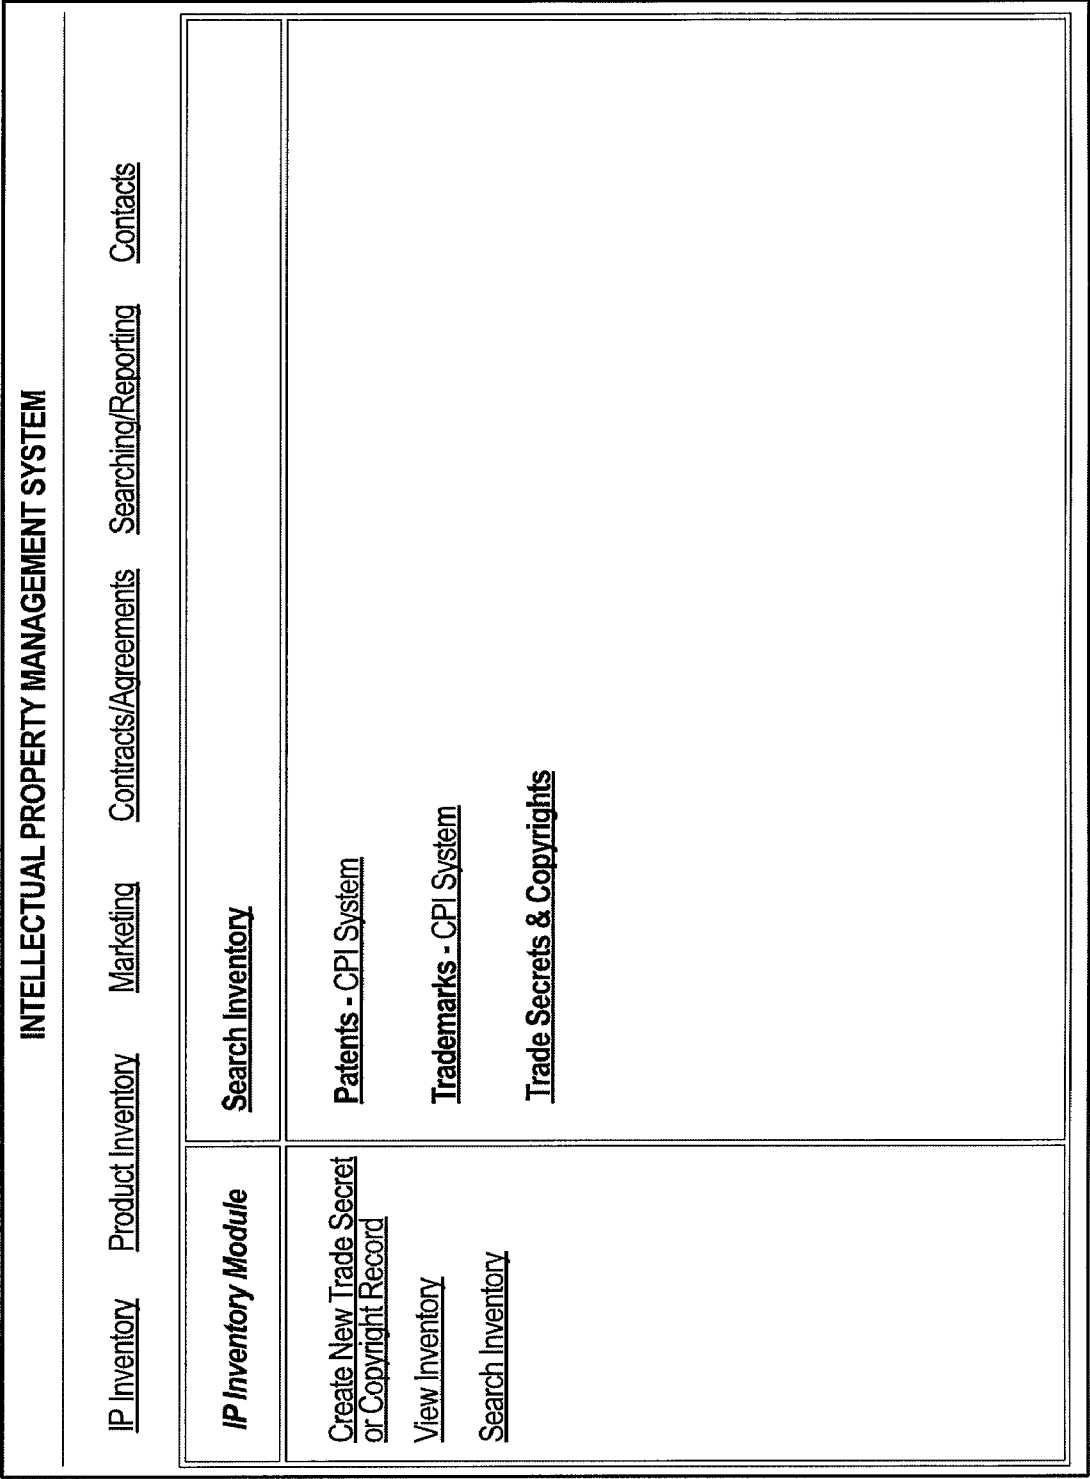 INTELLECTUAL PROPERTY MANAGEMENT SYSTEM
IP Inventory Product Inventory Marketing Contracts/Agreements Searching/Reporting Contacts
IP Inventory Module
Search Inventory
Create New Trade Secret
or Copyright Record
View Inventory
Search Inventory
Patents - CPI System
Trademarks - CPI System
Trade Secrets & Copyrights